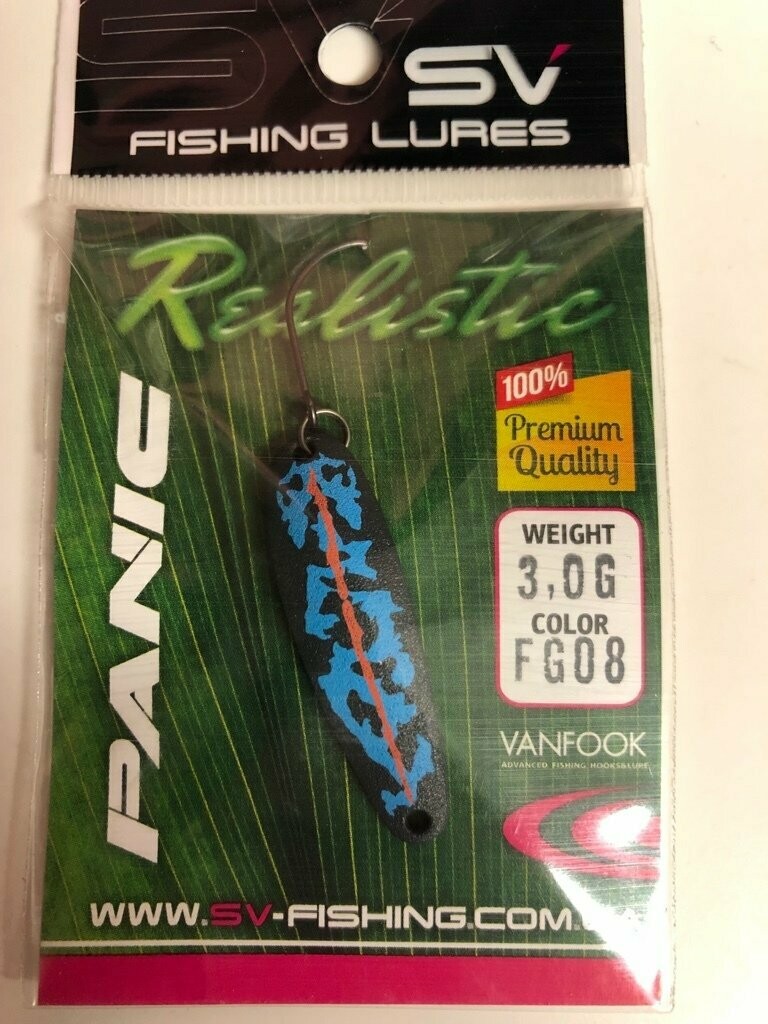 SV
FISHING LURES
Realistic
PANIC
100%
Premium
Quality
WEIGHT
3,0G
COLOR
FG08
VANFOOK
ADVANCED FISHING HOOKS&LURE
WWW.SV-FISHING.COM.